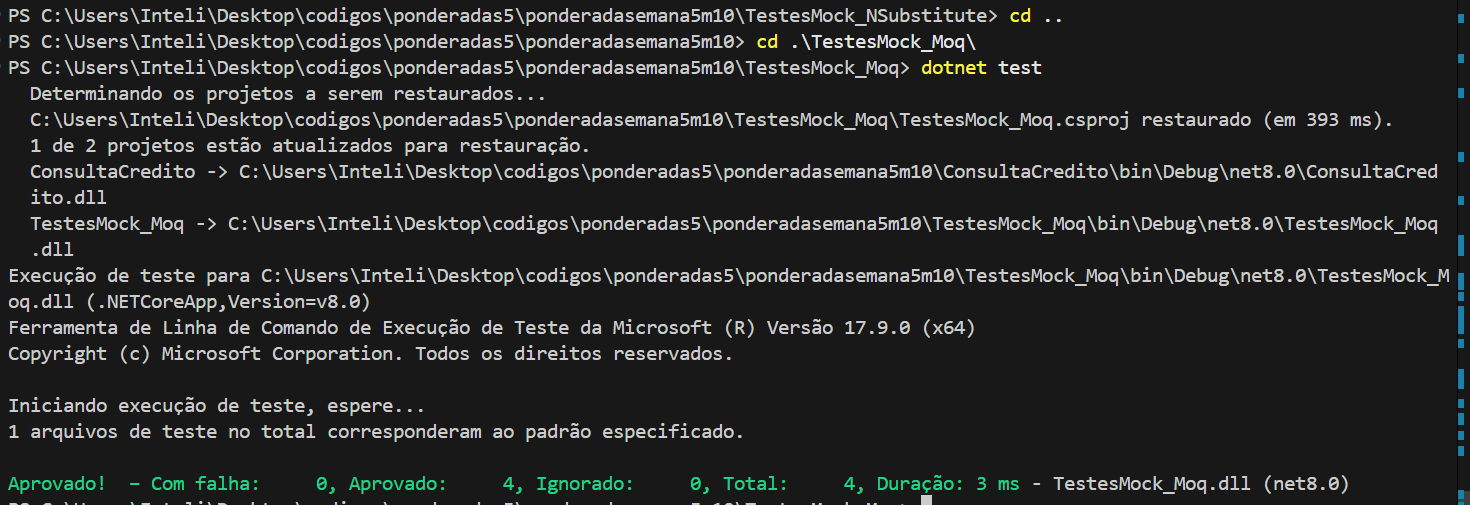 PS C:\Users\Inteli\Desktop\codigos\ponderadas5\ponderadasemana5m10\TestesMock_NSubstitute> cd ..
PS C:\Users\Inteli\Desktop\codigos\ponderadas5\ponderadasemana5m10> cd .\TestesMock_Moq\
PS C:\Users\Inteli\Desktop\codigos\ponderadas5\ponderadasemana5m10\TestesMock_Moq> dotnet test
  Determinando os projetos a serem restaurados...
  C:\Users\Inteli\Desktop\codigos\ponderadas5\ponderadasemana5m10\TestesMock_Moq\TestesMock_Moq.csproj restaurado (em 393 ms).
  1 de 2 projetos estão atualizados para restauração.
  ConsultaCredito -> C:\Users\Inteli\Desktop\codigos\ponderadas5\ponderadasemana5m10\ConsultaCredito\bin\Debug\net8.0\ConsultaCred
  ito.dll
  TestesMock_Moq -> C:\Users\Inteli\Desktop\codigos\ponderadas5\ponderadasemana5m10\TestesMock_Moq\bin\Debug\net8.0\TestesMock_Moq
  .dll
Execução de teste para C:\Users\Inteli\Desktop\codigos\ponderadas5\ponderadasemana5m10\TestesMock_Moq\bin\Debug\net8.0\TestesMock_M
oq.dll (.NETCoreApp,Version=v8.0)
Ferramenta de Linha de Comando de Execução de Teste da Microsoft (R) Versão 17.9.0 (x64)
Copyright (c) Microsoft Corporation. Todos os direitos reservados.

Iniciando execução de teste, espere...
1 arquivos de teste no total corresponderam ao padrão especificado.

Aprovado!  – Com falha:     0, Aprovado:     4, Ignorado:     0, Total:     4, Duração: 3 ms - TestesMock_Moq.dll (net8.0)